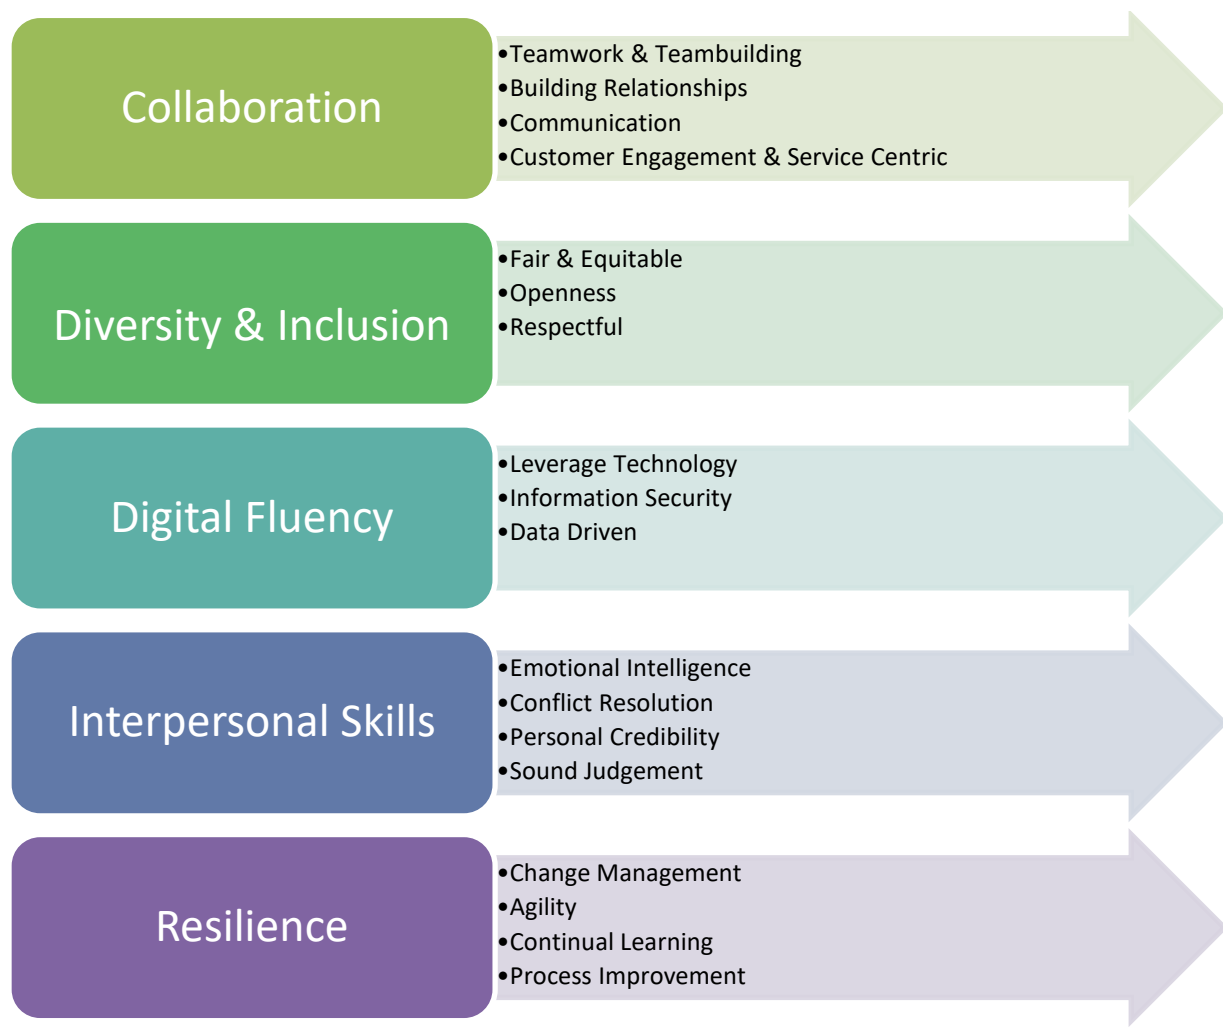 Collaboration
•Teamwork & Teambuilding
•Building Relationships
•Communication
•Customer Engagement & Service Centric
Diversity & Inclusion
•Fair & Equitable
•Openness
•Respectful
Digital Fluency
•Leverage Technology
•Information Security
•Data Driven
Interpersonal Skills
•Emotional Intelligence
•Conflict Resolution
•Personal Credibility
•Sound Judgement
Resilience
•Change Management
•Agility
•Continual Learning
•Process Improvement